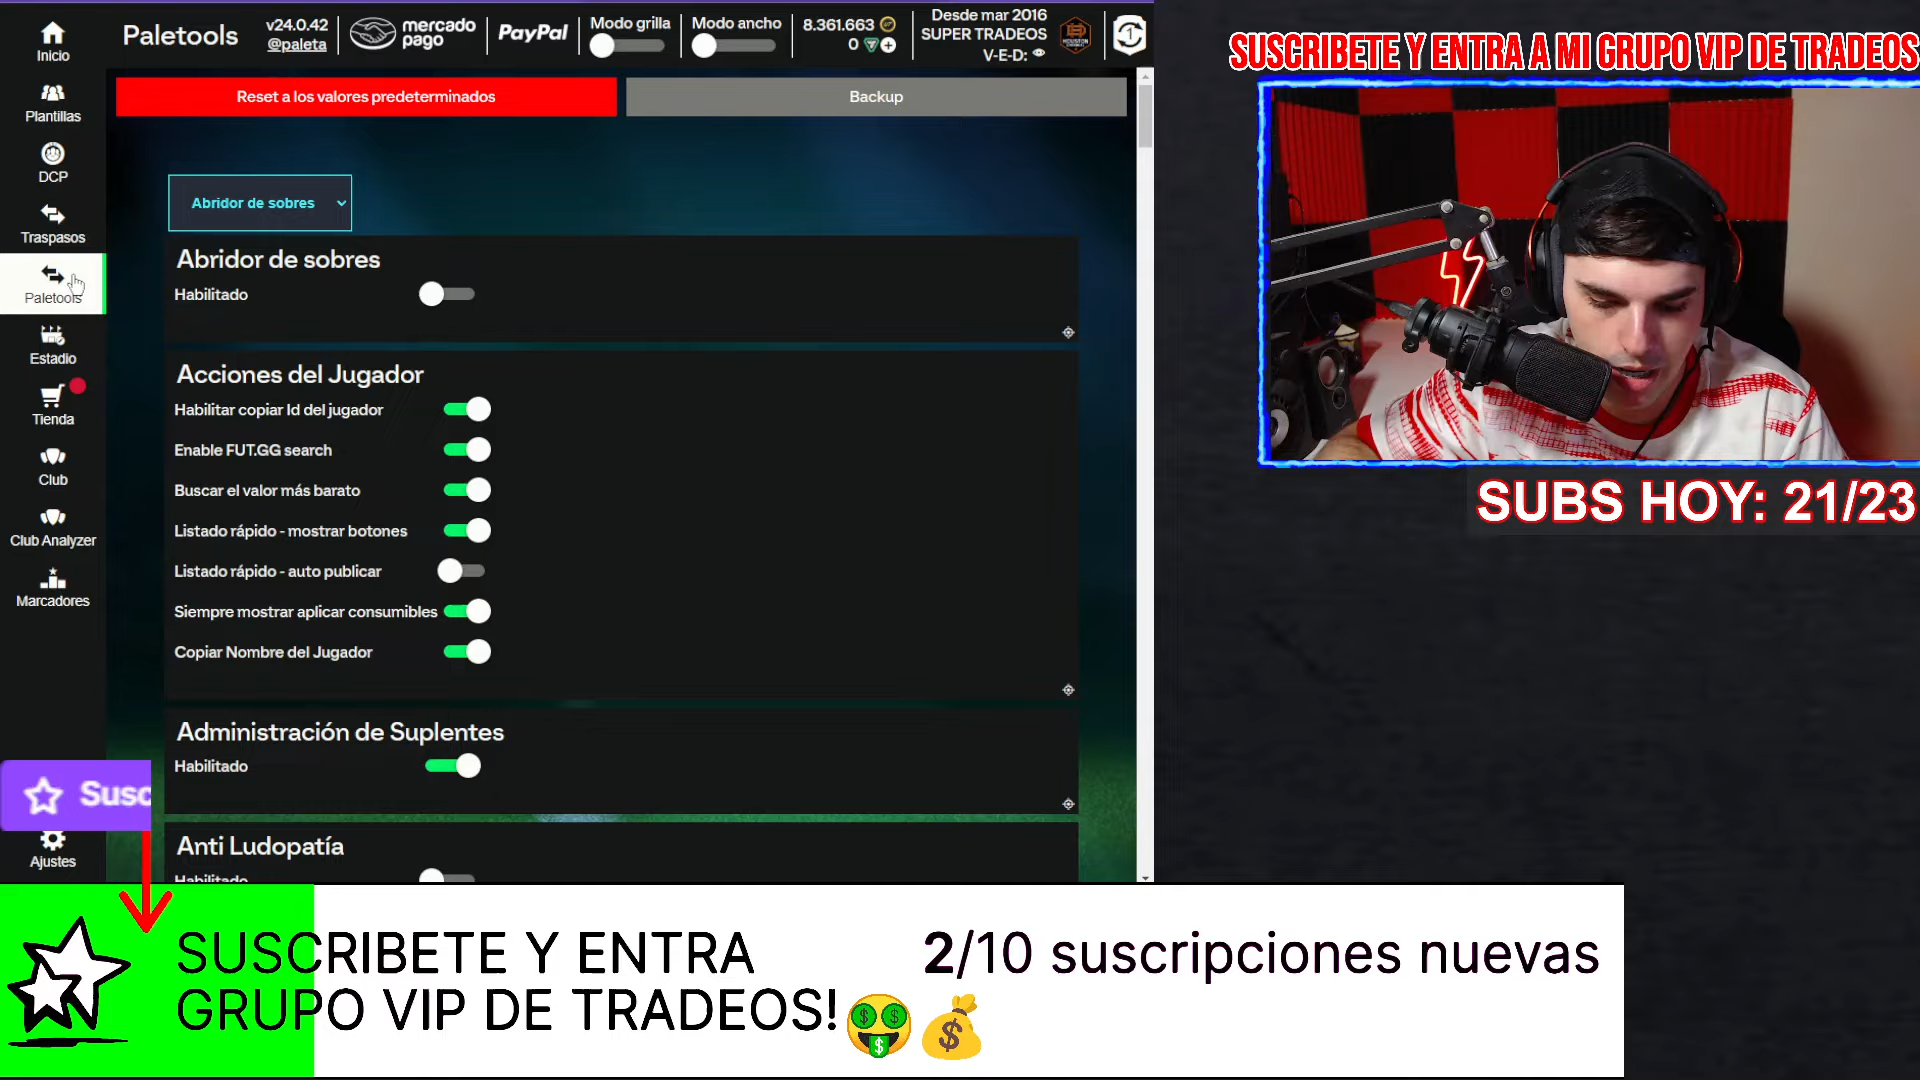 Inicio
Plantillas
DCP
Traspasos
Paletools
Estadio
Tienda
Club
Club Analyzer
Marcadores
Susc
Ajustes
Paletools
v24.0.42
@paleta
mercado
pago
PayPal
Modo grilla
Modo ancho
8.361.663
0
Desde mar 2016
SUPER TRADEOS
V-E-D:
1
Reset a los valores predeterminados
Backup
Abridor de sobres
Abridor de sobres
Habilitado
Acciones del Jugador
Habilitar copiar Id del jugador
Enable FUT.GG search
Buscar el valor más barato
Listado rápido - mostrar botones
Listado rápido - auto publicar
Siempre mostrar aplicar consumibles
Copiar Nombre del Jugador
Administración de Suplentes
Habilitado
Anti Ludopatía
Habilitado
SUSCRIBETE Y ENTRA A MI GRUPO VIP DE TRADEOS
SUBS HOY: 21/23
SUSCRIBETE Y ENTRA
GRUPO VIP DE TRADEOS!
2/10 suscripciones nuevas